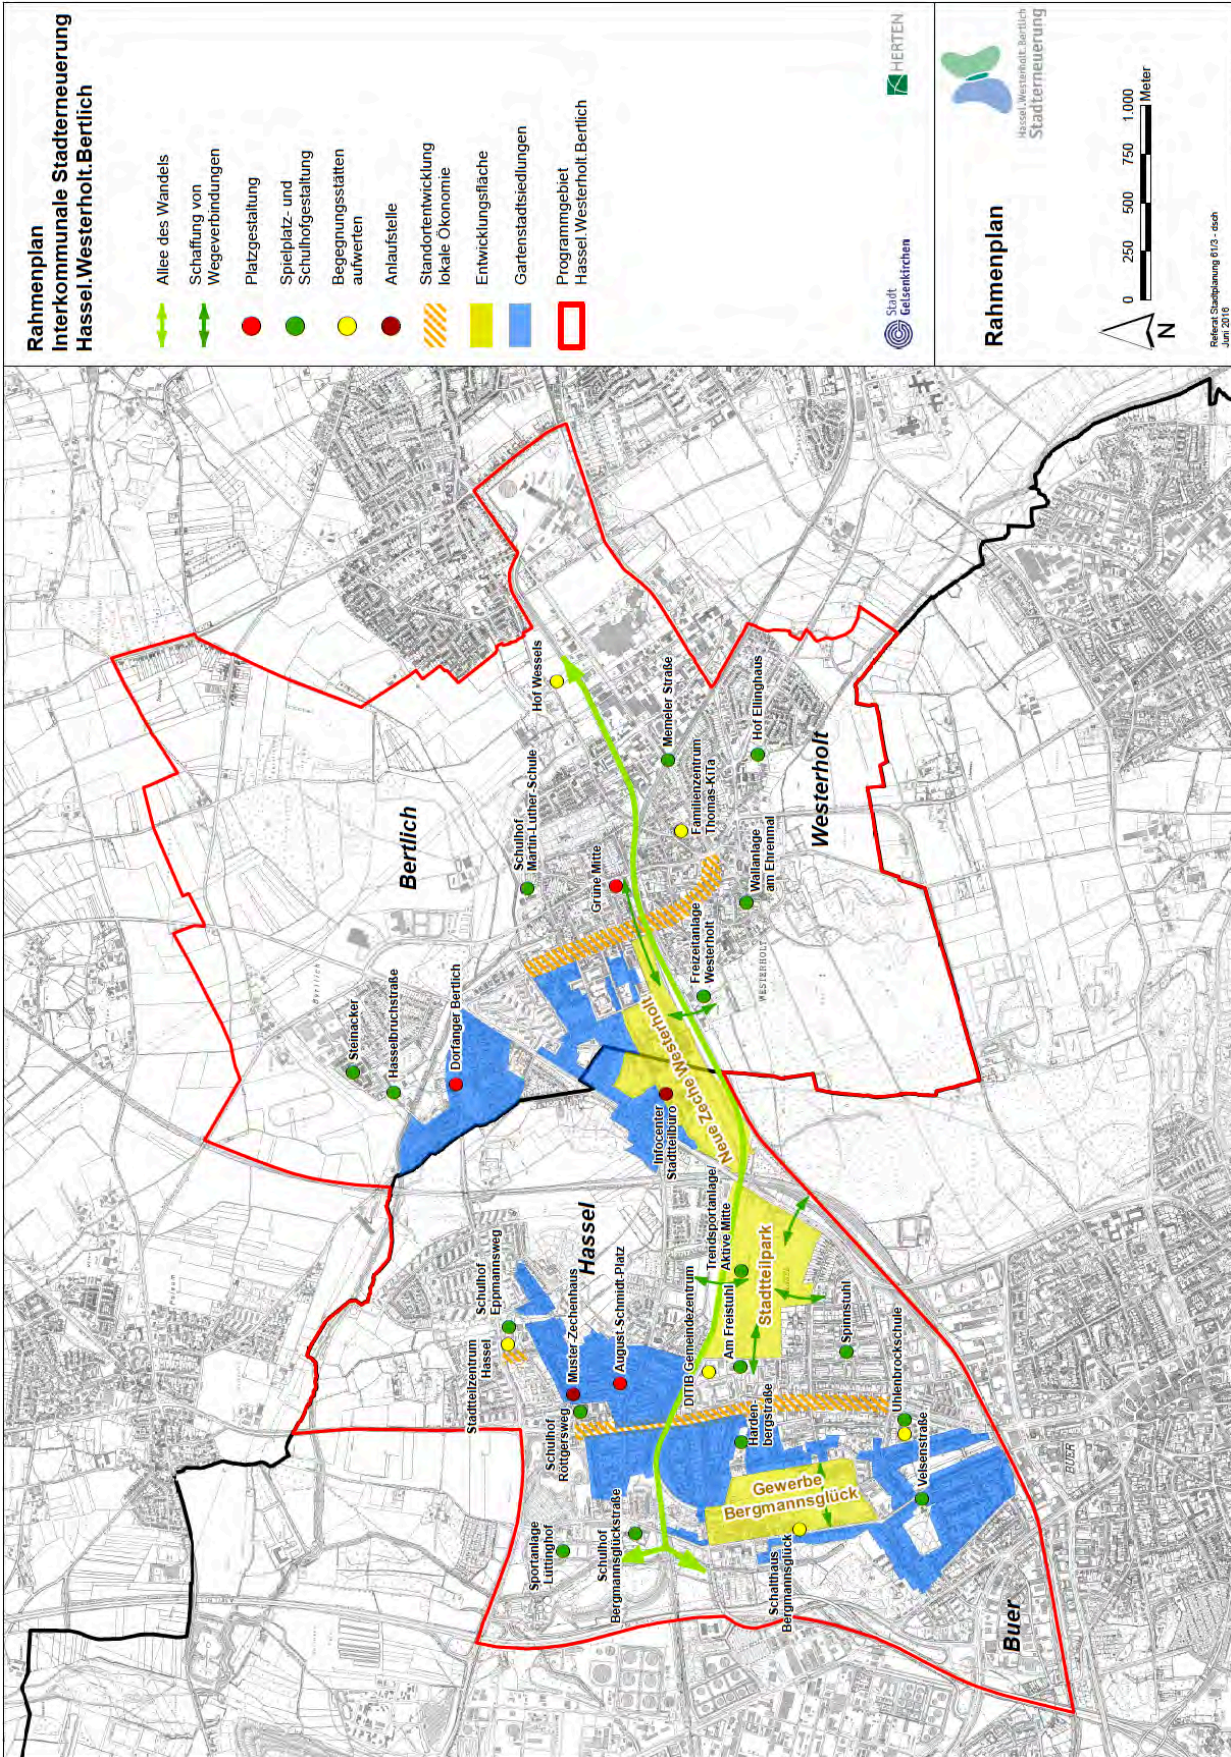 Rahmenplan
Interkommunale Stadterneuerung
Hassel.Westerholt.Bertlich
Allee des Wandels
Schaffung von
Wegeverbindungen
Platzgestaltung
Spielplatz- und
Schulhofgestaltung
Begegnungsstätten
aufwerten
Anlaufstelle
Standortentwicklung
lokale Ökonomie
Entwicklungsfläche
Gartenstadtsiedlungen
Programmgebiet
Hassel.Westerholt.Bertlich
Stadt
Gelsenkirchen
HERTEN
Rahmenplan
Hassel.Westerholt.Bertlich
Stadterneuerung
N
0
250
500
750
1.000
Meter
Referat Stadtplanung 61/3 - dsch
Juni 2016
Bertlich
Steinacker
Hasselbruchstraße
Dorfanger Bertlich
Schulhof
Martin-Luther-Schule
Hof Wessels
Grüne Mitte
Memeler Straße
Familienzentrum
Thomas-KiTa
Hof Ellinghaus
Wallanlage
am Ehrenmal
Westerholt
WESTERHOLT
Freizeitanlage
Westerholt
Neue Zeche Westerholt
Infocenter
Stadtteilbüro
Hassel
Schulhof
Eppmannsweg
Stadtteilzentrum
Hassel
Muster-Zechenhaus
August-Schmidt-Platz
Schulhof
Röttgersweg
Trendsportanlage
Aktive Mitte
Stadtteilpark
DITIB Gemeindezentrum
Am Freistuhl
Spinnstuhl
Uhlenbrockschule
Harden-
bergstraße
Velsenstraße
Gewerbe
Bergmannsglück
Sportanlage
Lüttinghof
Schulhof
Bergmannsglückstraße
Schalthaus
Bergmannsglück
Buer
BUER
Bertlich